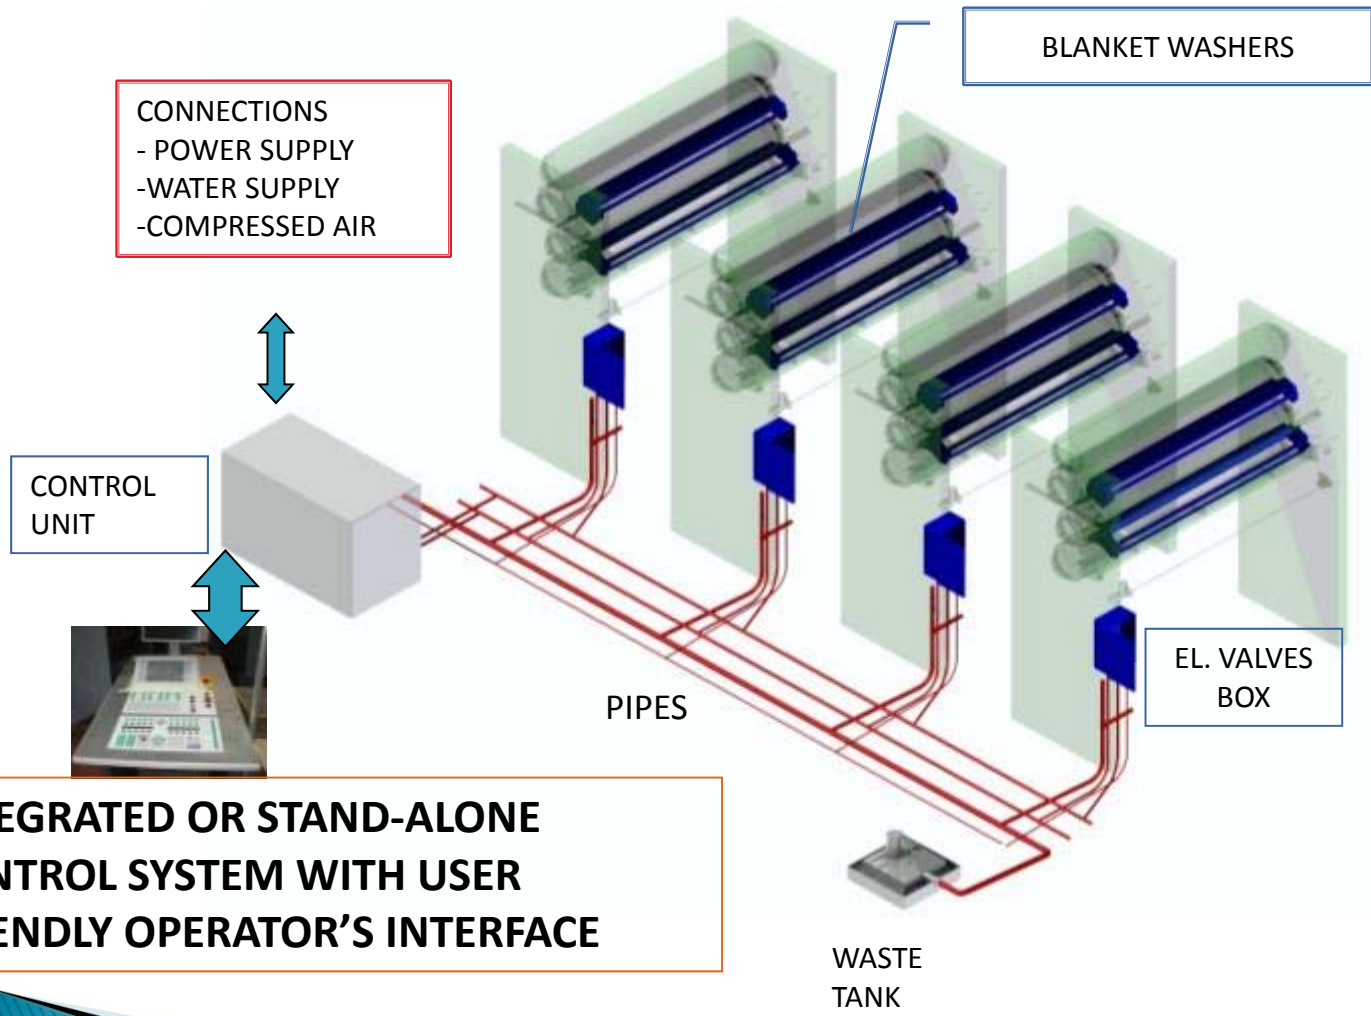 BLANKET WASHERS
CONNECTIONS
- POWER SUPPLY
-WATER SUPPLY
-COMPRESSED AIR
CONTROL
UNIT
EL. VALVES
BOX
PIPES
EGRATED OR STAND-ALONE
NTROL SYSTEM WITH USER
ENDLY OPERATOR’S INTERFACE
WASTE
TANK